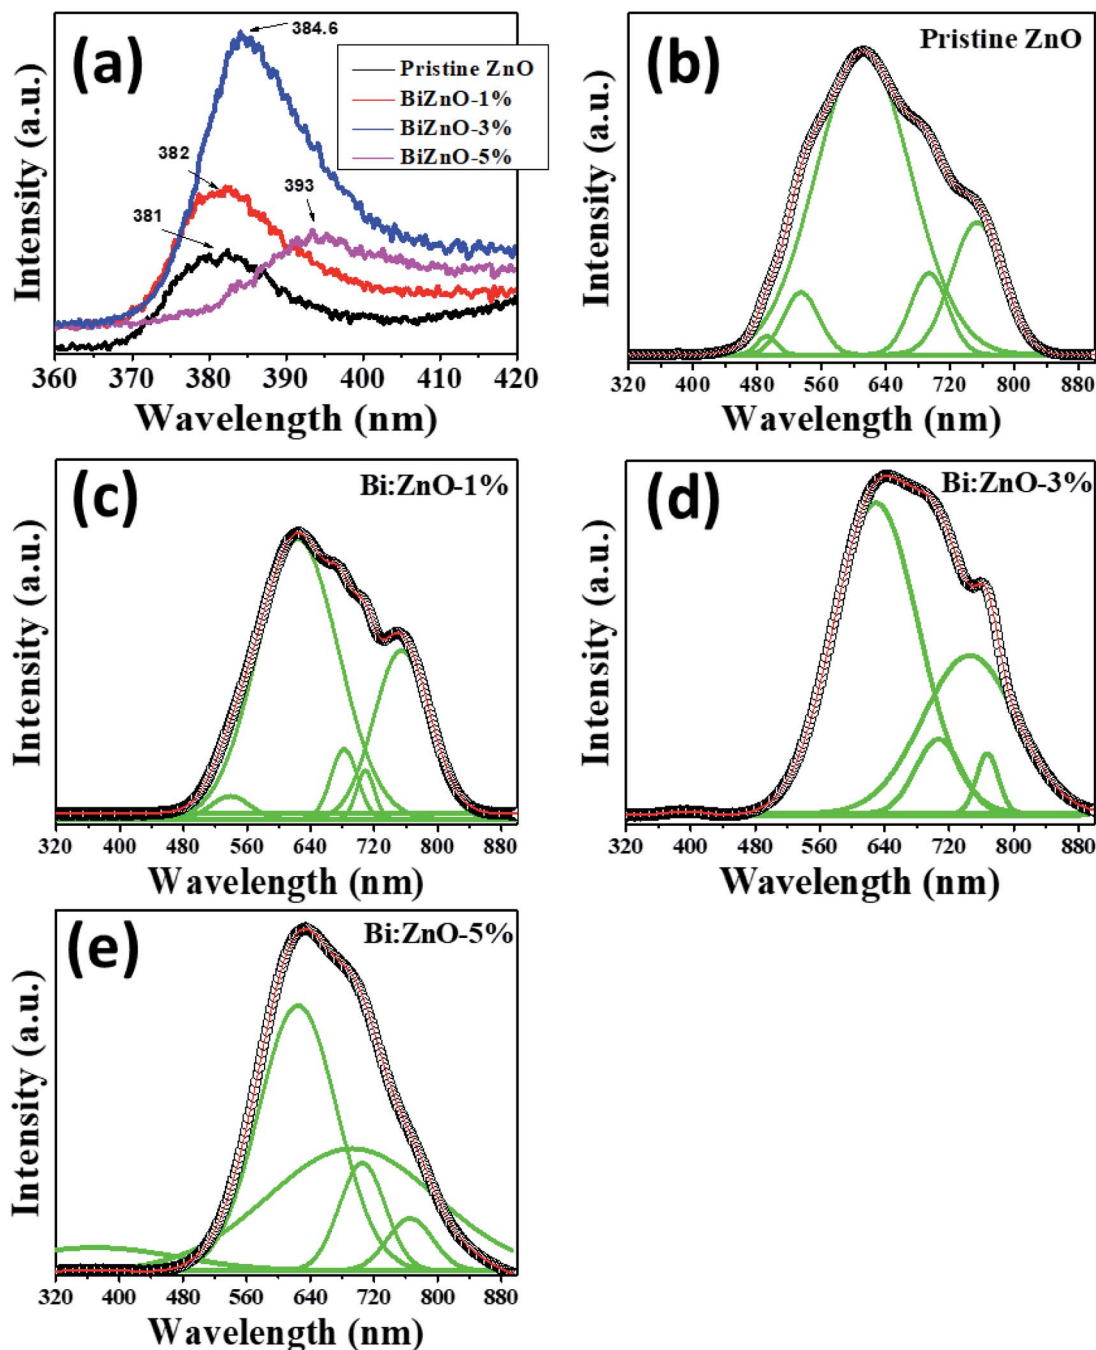 (a)
384.6
382
381
393
Pristine ZnO
BiZnO-1%
BiZnO-3%
BiZnO-5%
Intensity (a.u.)
360 370 380 390 400 410 420
Wavelength (nm)
(b)
Pristine ZnO
Intensity (a.u.)
320 400 480 560 640 720 800 880
Wavelength (nm)
(c)
Bi:ZnO-1%
Intensity (a.u.)
320 400 480 560 640 720 800 880
Wavelength (nm)
(d)
Bi:ZnO-3%
Intensity (a.u.)
320 400 480 560 640 720 800 880
Wavelength (nm)
(e)
Bi:ZnO-5%
Intensity (a.u.)
320 400 480 560 640 720 800 880
Wavelength (nm)